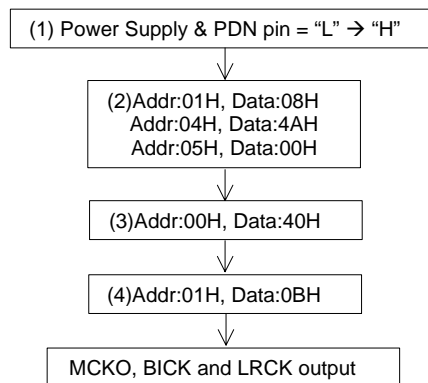 (1) Power Supply & PDN pin = “L” → “H”
(2)Addr:01H, Data:08H
Addr:04H, Data:4AH
Addr:05H, Data:00H
(3)Addr:00H, Data:40H
(4)Addr:01H, Data:0BH
MCKO, BICK and LRCK output